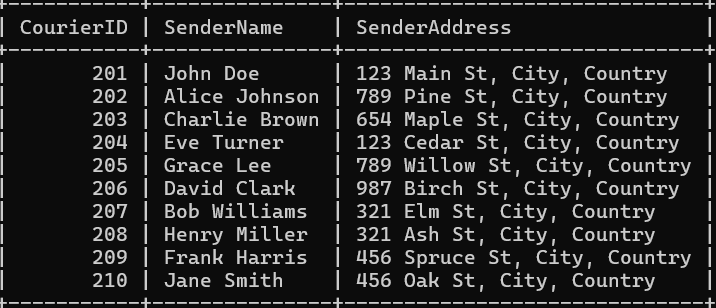 CourierID | SenderName | SenderAddress
201 | John Doe | 123 Main St, City, Country
202 | Alice Johnson | 789 Pine St, City, Country
203 | Charlie Brown | 654 Maple St, City, Country
204 | Eve Turner | 123 Cedar St, City, Country
205 | Grace Lee | 789 Willow St, City, Country
206 | David Clark | 987 Birch St, City, Country
207 | Bob Williams | 321 Elm St, City, Country
208 | Henry Miller | 321 Ash St, City, Country
209 | Frank Harris | 456 Spruce St, City, Country
210 | Jane Smith | 456 Oak St, City, Country